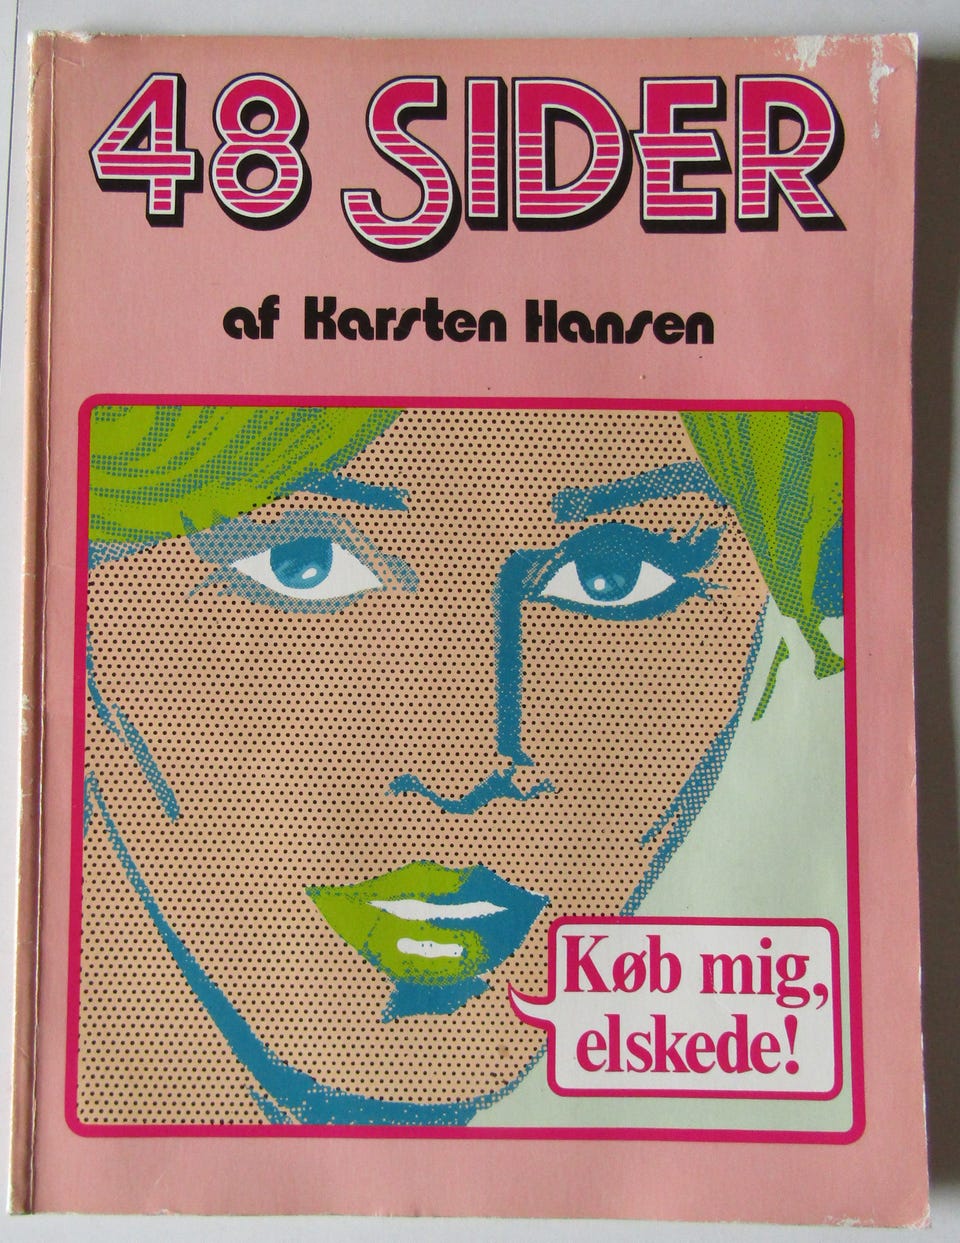 48 SIDER
af Karsten Hansen
Køb mig,
elskede!